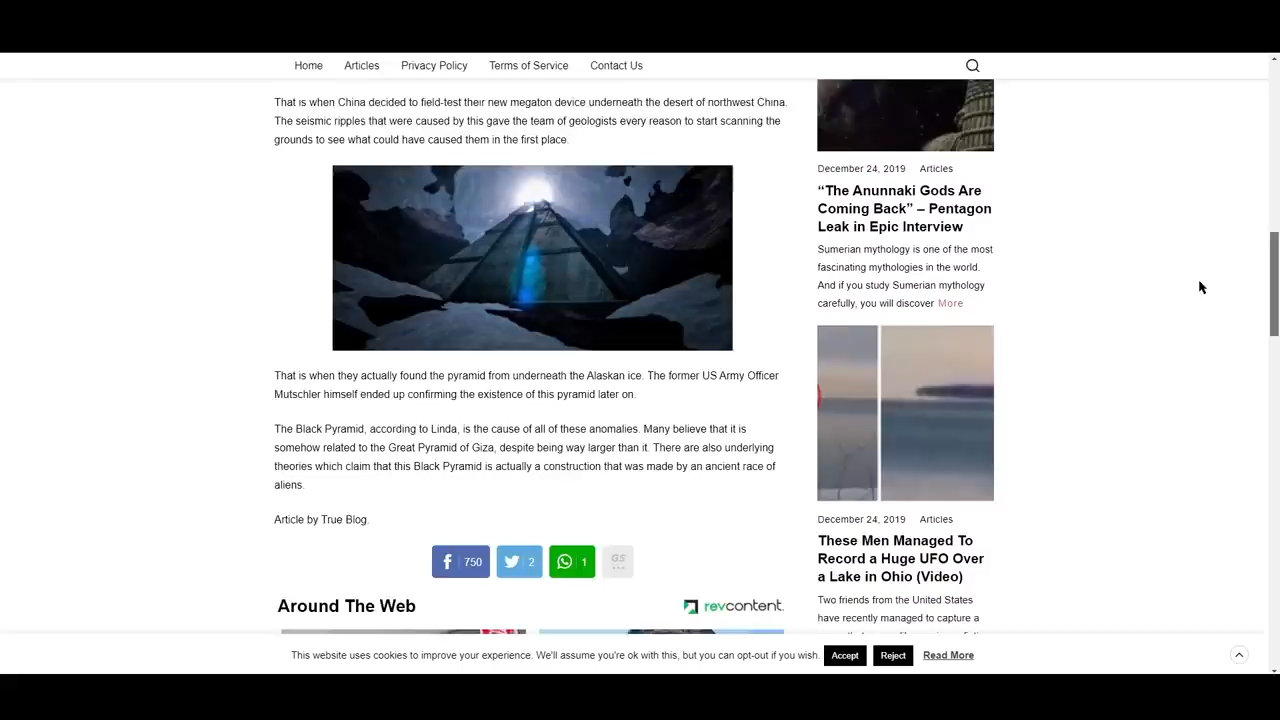 Home Articles Privacy Policy Terms of Service Contact Us
That is when China decided to field-test their new megaton device underneath the desert of northwest China.
The seismic ripples that were caused by this gave the team of geologists every reason to start scanning the
grounds to see what could have caused them in the first place.
That is when they actually found the pyramid from underneath the Alaskan ice. The former US Army Officer
Mutschler himself ended up confirming the existence of this pyramid later on.
The Black Pyramid, according to Linda, is the cause of all of these anomalies. Many believe that it is
somehow related to the Great Pyramid of Giza, despite being way larger than it. There are also underlying
theories which claim that this Black Pyramid is actually a construction that was made by an ancient race of
aliens.
Article by True Blog.
750 2 1 GS
Around The Web
revcontent.
December 24, 2019 Articles
“The Anunnaki Gods Are
Coming Back” – Pentagon
Leak in Epic Interview
Sumerian mythology is one of the most
fascinating mythologies in the world.
And if you study Sumerian mythology
carefully, you will discover More
December 24, 2019 Articles
These Men Managed To
Record a Huge UFO Over
a Lake in Ohio (Video)
Two friends from the United States
have recently managed to capture a
This website uses cookies to improve your experience. We'll assume you're ok with this, but you can opt-out if you wish. Accept Reject Read More